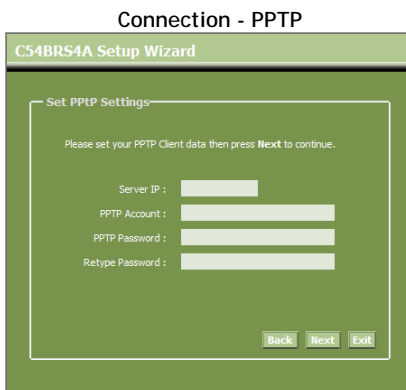 Connection - PPTP
C54BRS4A Setup Wizard
Set PPtP Settings
Please set your PPTP Client data then press Next to continue.
Server IP :
PPTP Account :
PPTP Password :
Retype Password :
Back Next Exit